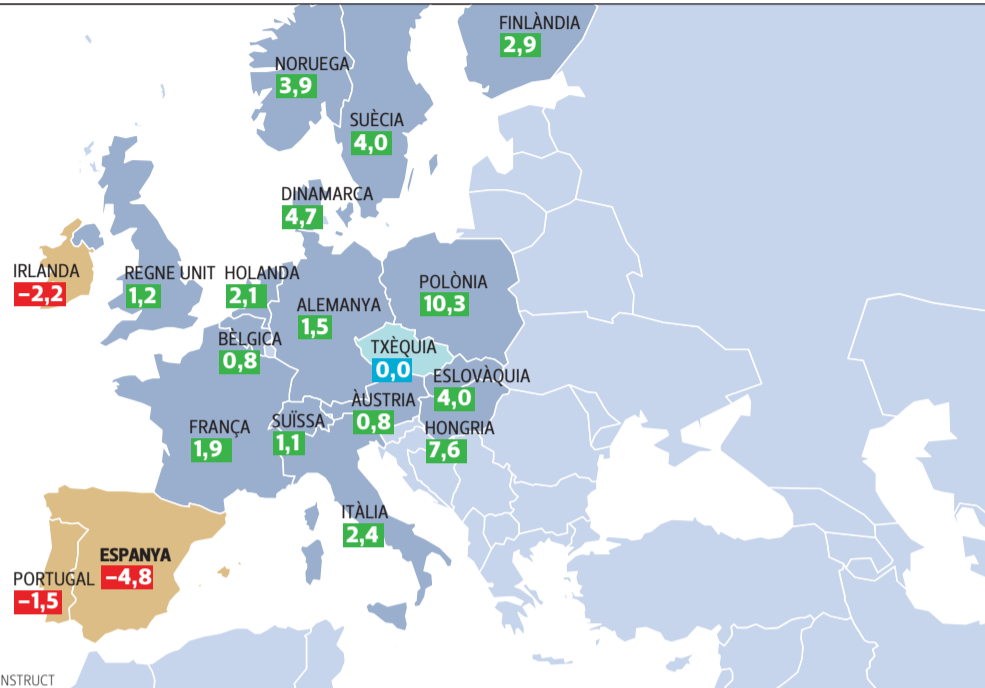 FINLÀNDIA
2,9
NORUEGA
3,9
SUÈCIA
4,0
DINAMARCA
4,7
IRLANDA
−2,2
REGNE UNIT
1,2
HOLANDA
2,1
ALEMANYA
1,5
POLÒNIA
10,3
BÈLGICA
0,8
TXÈQUIA
0,0
ESLOVÀQUIA
4,0
ÀUSTRIA
0,8
FRANÇA
1,9
SUÏSSA
1,1
HONGRIA
7,6
ITÀLIA
2,4
ESPANYA
−4,8
PORTUGAL
−1,5
NSTRUCT